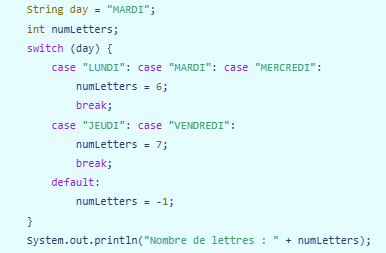 String day = "MARDI";
int numLetters;
switch (day) {
case "LUNDI": case "MARDI": case "MERCREDI":
numLetters = 6;
break;
case "JEUDI": case "VENDREDI":
numLetters = 7;
break;
default:
numLetters = -1;
}
System.out.println("Nombre de lettres : " + numLetters);